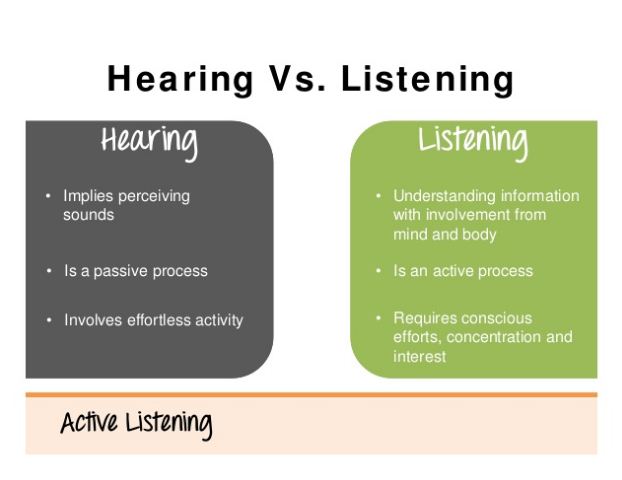 Hearing Vs. Listening
Hearing
• Implies perceiving
sounds
• Is a passive process
• Involves effortless activity
Listening
• Understanding information
with involvement from
mind and body
• Is an active process
• Requires conscious
efforts, concentration and
interest
Active Listening